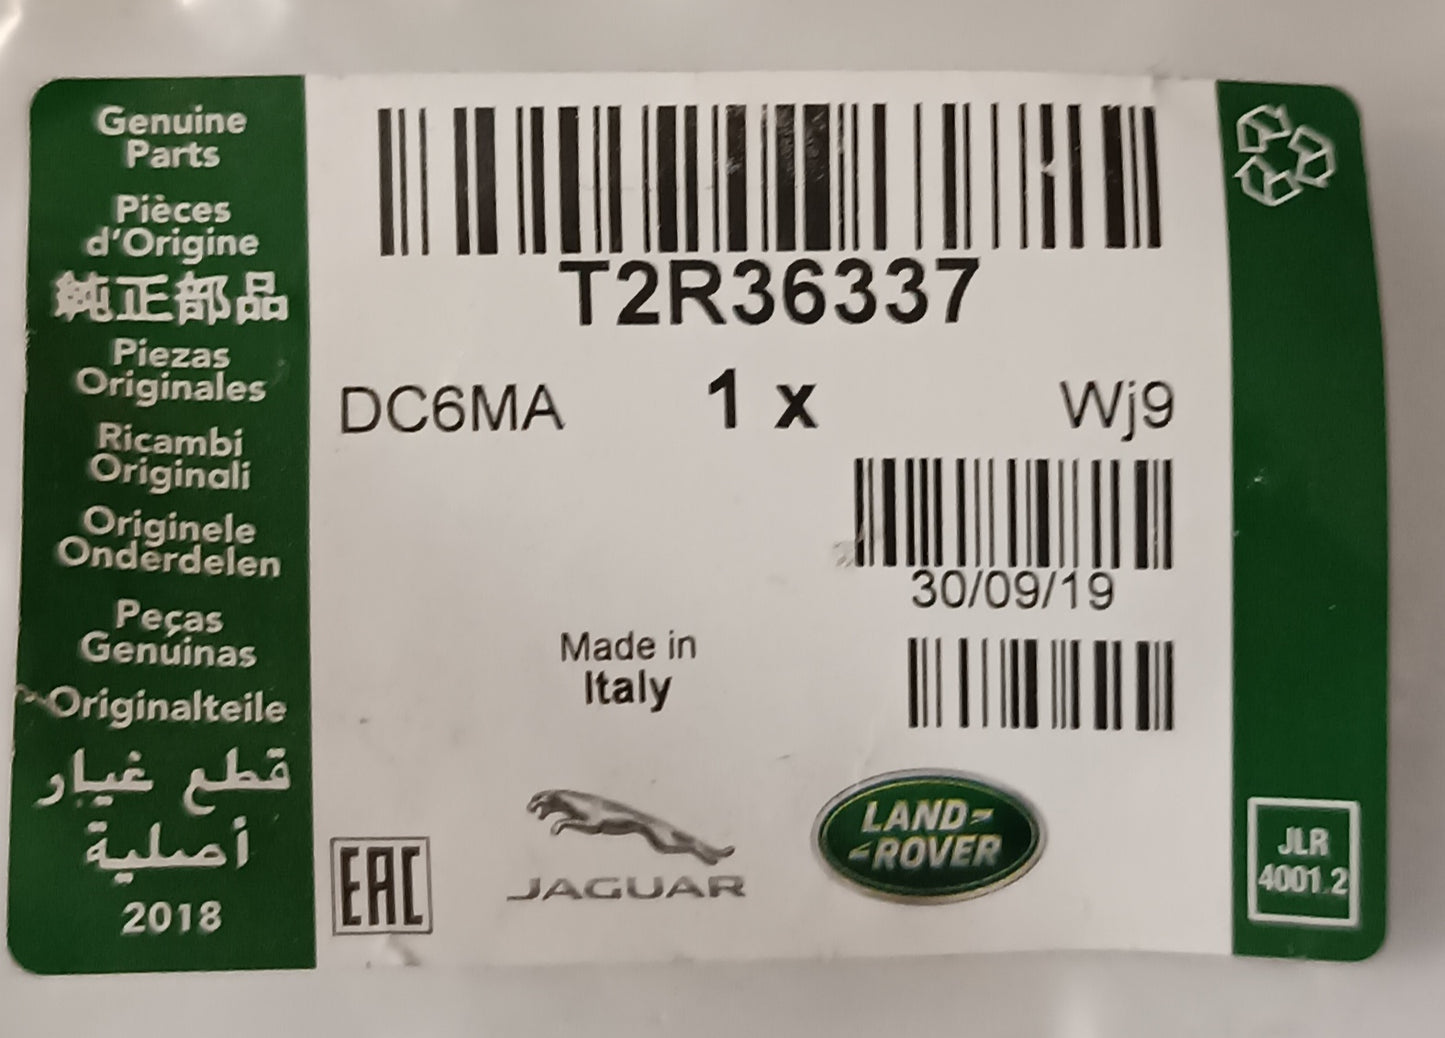 Genuine
Parts
Pièces
d'Origine
純正部品
Piezas
Originales
Ricambi
Originali
Originele
Onderdelen
Peças
Genuínas
Originalteile
قطع غيار
أصلية
2018
T2R36337
DC6MA 1 x Wj9
30/09/19
Made in
Italy
EAC
JAGUAR
LAND-
-ROVER
JLR
4001.2